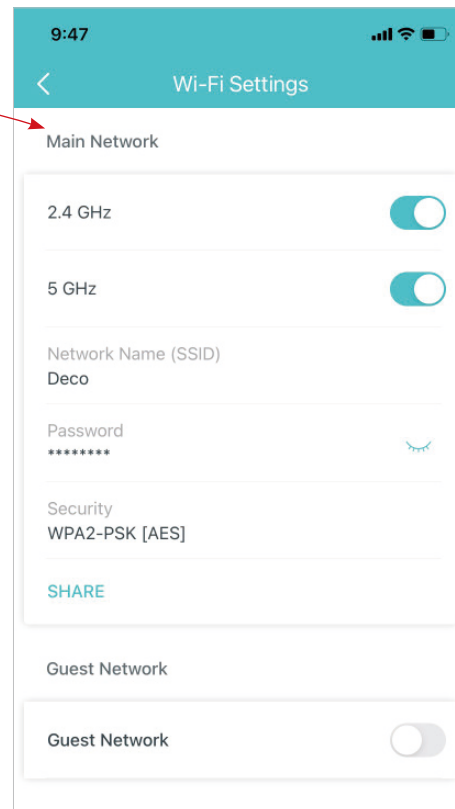 9:47
Wi-Fi Settings
Main Network
2.4 GHz
5 GHz
Network Name (SSID)
Deco
Password
********
Security
WPA2-PSK [AES]
SHARE
Guest Network
Guest Network